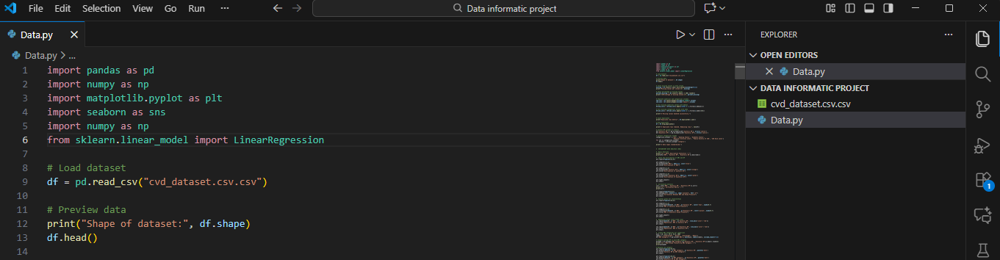 File Edit Selection View Go Run ···
Data informatic project
Data.py
Data.py > ...
1 import pandas as pd
2 import numpy as np
3 import matplotlib.pyplot as plt
4 import seaborn as sns
5 import numpy as np
6 from sklearn.linear_model import LinearRegression
7
8 # Load dataset
9 df = pd.read_csv("cvd_dataset.csv.csv")
10
11 # Preview data
12 print("Shape of dataset:", df.shape)
13 df.head()
14
EXPLORER
OPEN EDITORS
Data.py
DATA INFORMATIC PROJECT
cvd_dataset.csv.csv
Data.py
1